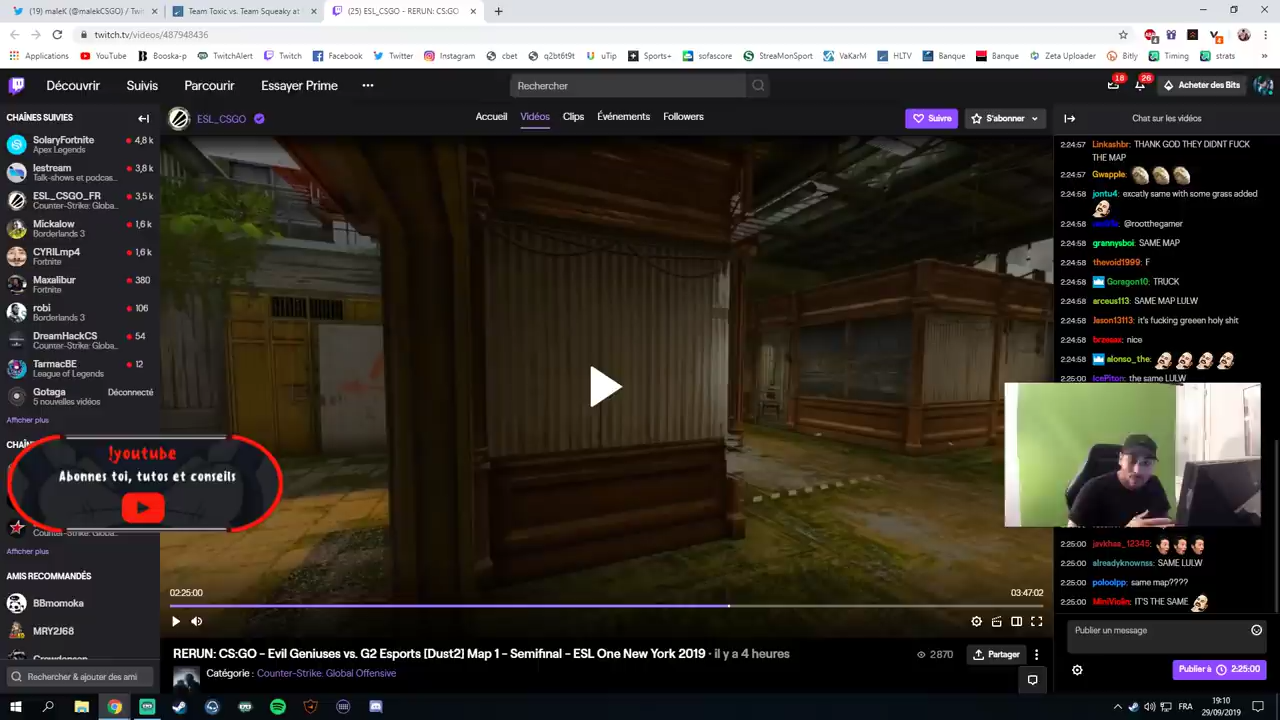 (19) maleK (@malekCSGO) / Twit
Team Toxic vs. Team Squeaky at
(25) ESL_CSGO - RERUN: CS:GO
twitch.tv/videos/487948436
Applications
YouTube
Booska-p
TwitchAlert
Twitch
Facebook
Twitter
Instagram
cbet
q2bt6t9t
uTip
Sports+
sofascore
StreaMonSport
VaKarM
HLTV
Banque
Banque
Zeta Uploader
Bitly
Timing
strats
Découvrir
Suivis
Parcourir
Essayer Prime
Rechercher
18
26
Acheter des Bits
CHAÎNES SUIVIES
SolaryFortnite
4,8 k
Apex Legends
lestream
3,8 k
Talk-shows et podcas...
ESL_CSGO_FR
3,5 k
Counter-Strike: Globa...
Mickalow
1,6 k
Borderlands 3
CYRILmp4
1,6 k
Fortnite
Maxalibur
380
Fortnite
robi
106
Borderlands 3
DreamHackCS
54
Counter-Strike: Globa...
TarmacBE
12
League of Legends
Gotaga
Déconnecté
5 nouvelles vidéos
Afficher plus
!youtube
Abonnes toi, tutos et conseils
Counter-Strike: Globa...
Afficher plus
AMIS RECOMMANDÉS
BBmomoka
MRY2J68
Rechercher & ajouter des ami
ESL_CSGO
Accueil
Vidéos
Clips
Événements
Followers
Suivre
S'abonner
02:25:00
03:47:02
RERUN: CS:GO - Evil Geniuses vs. G2 Esports [Dust2] Map 1 - Semifinal - ESL One New York 2019 · il y a 4 heures
2 870
Partager
Catégorie : Counter-Strike: Global Offensive
Chat sur les vidéos
2:24:57 Linkashbr: THANK GOD THEY DIDNT FUCK
THE MAP
2:24:57 Gwapple:
2:24:58 jontu4: excatly same with some grass added
2:24:58 @rootthegamer
2:24:58 grannysboi: SAME MAP
2:24:58 thevoid1999: F
2:24:58 Goragon10: TRUCK
2:24:58 arceus113: SAME MAP LULW
2:24:58 Jason13113: it's fucking greeen holy shit
2:24:58 brzesax: nice
2:24:58 alonso_the:
2:25:00 IcePiton: the same LULW
2:25:00 javkhaa_12345:
2:25:00 alreadyknownss: SAME LULW
2:25:00 poloolpp: same map????
2:25:00 MiniViolin: IT'S THE SAME
Publier un message
Publier à 2:25:00
FRA
19:10
29/09/2019